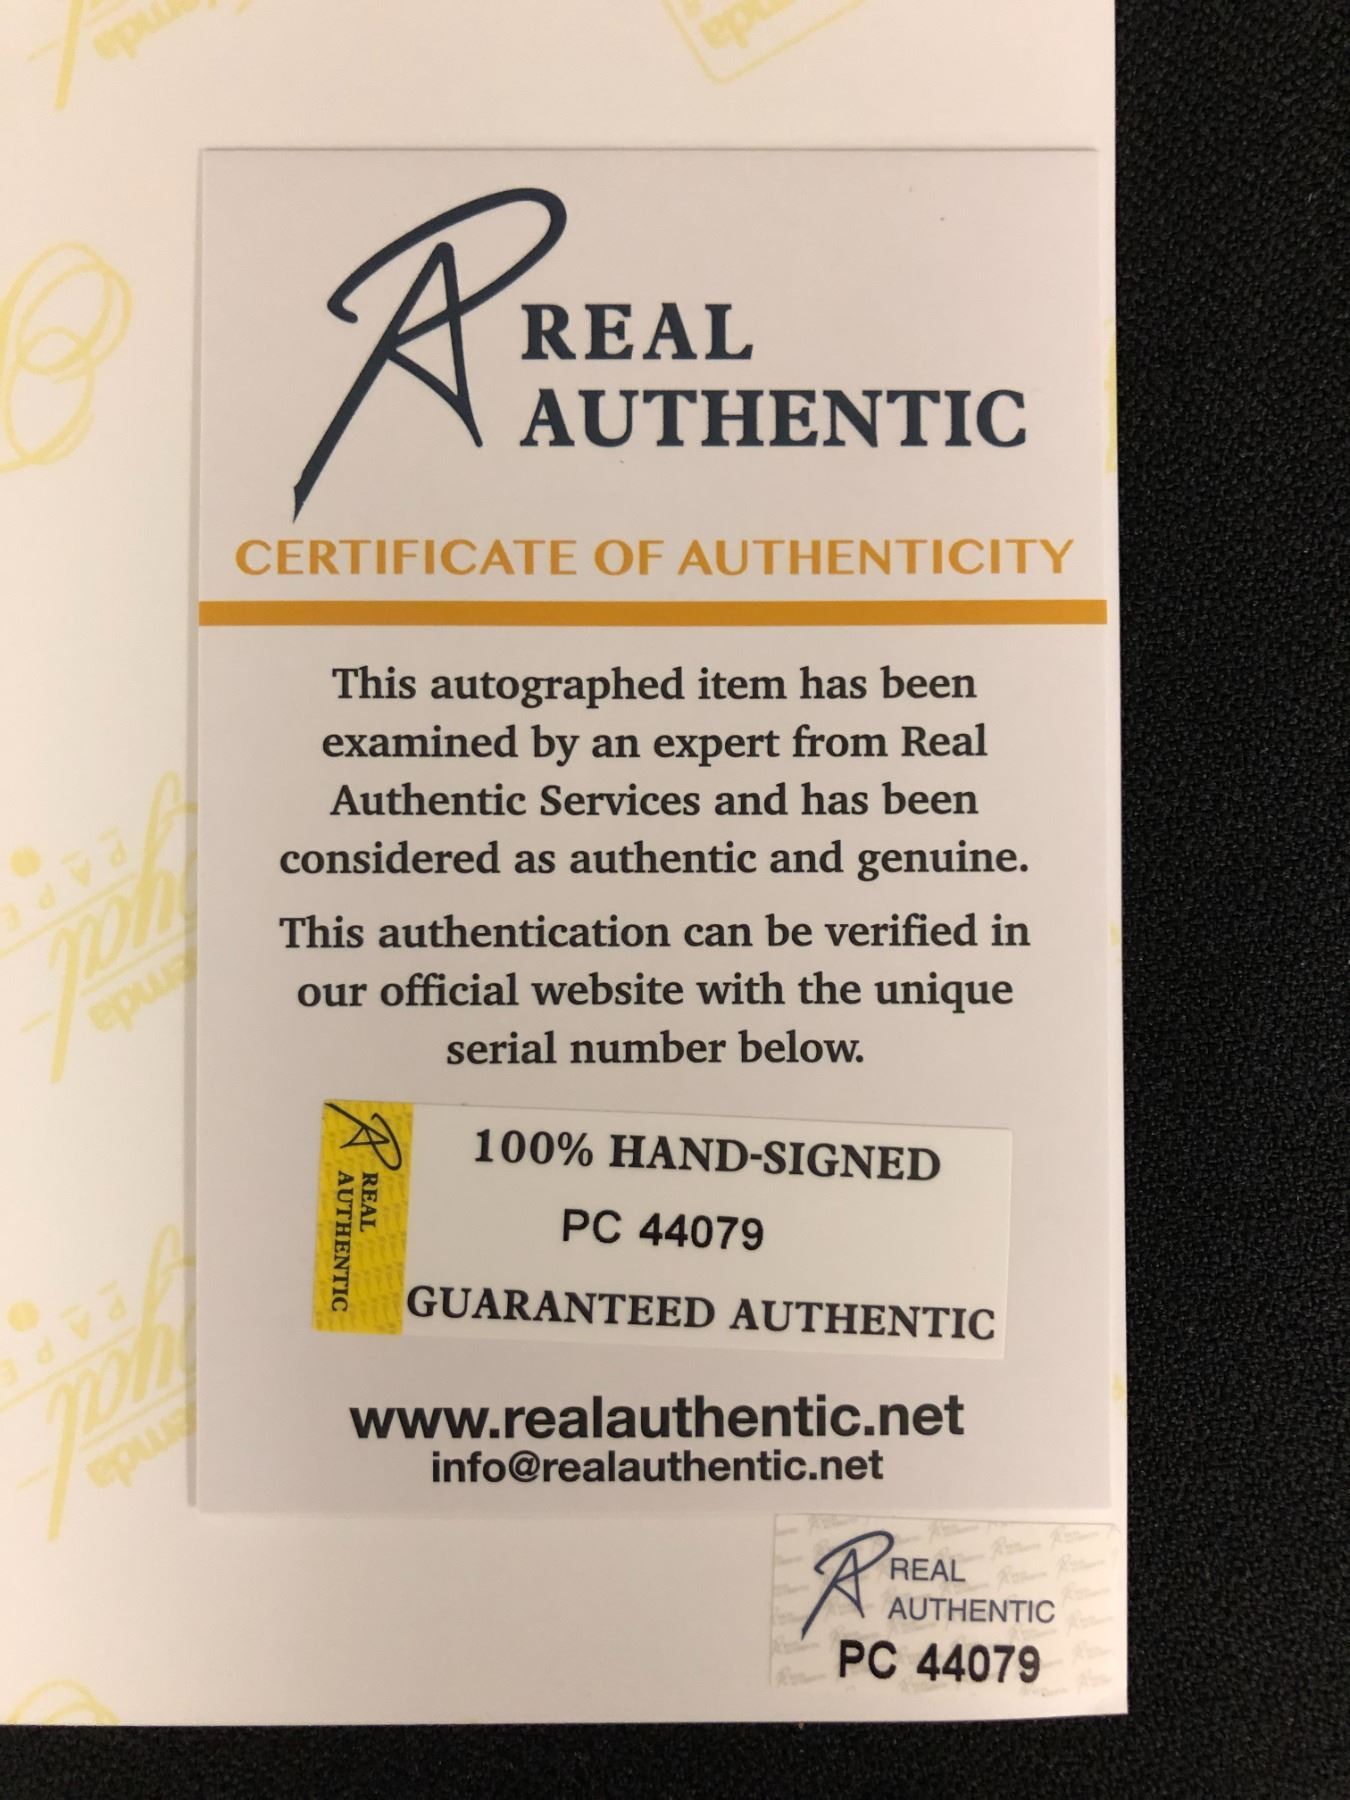 REAL
AUTHENTIC
CERTIFICATE OF AUTHENTICITY
This autographed item has been
examined by an expert from Real
Authentic Services and has been
considered as authentic and genuine.
This authentication can be verified in
our official website with the unique
serial number below.
REAL
AUTHENTIC
100% HAND-SIGNED
PC 44079
GUARANTEED AUTHENTIC
www.realauthentic.net
info@realauthentic.net
REAL
AUTHENTIC
PC 44079